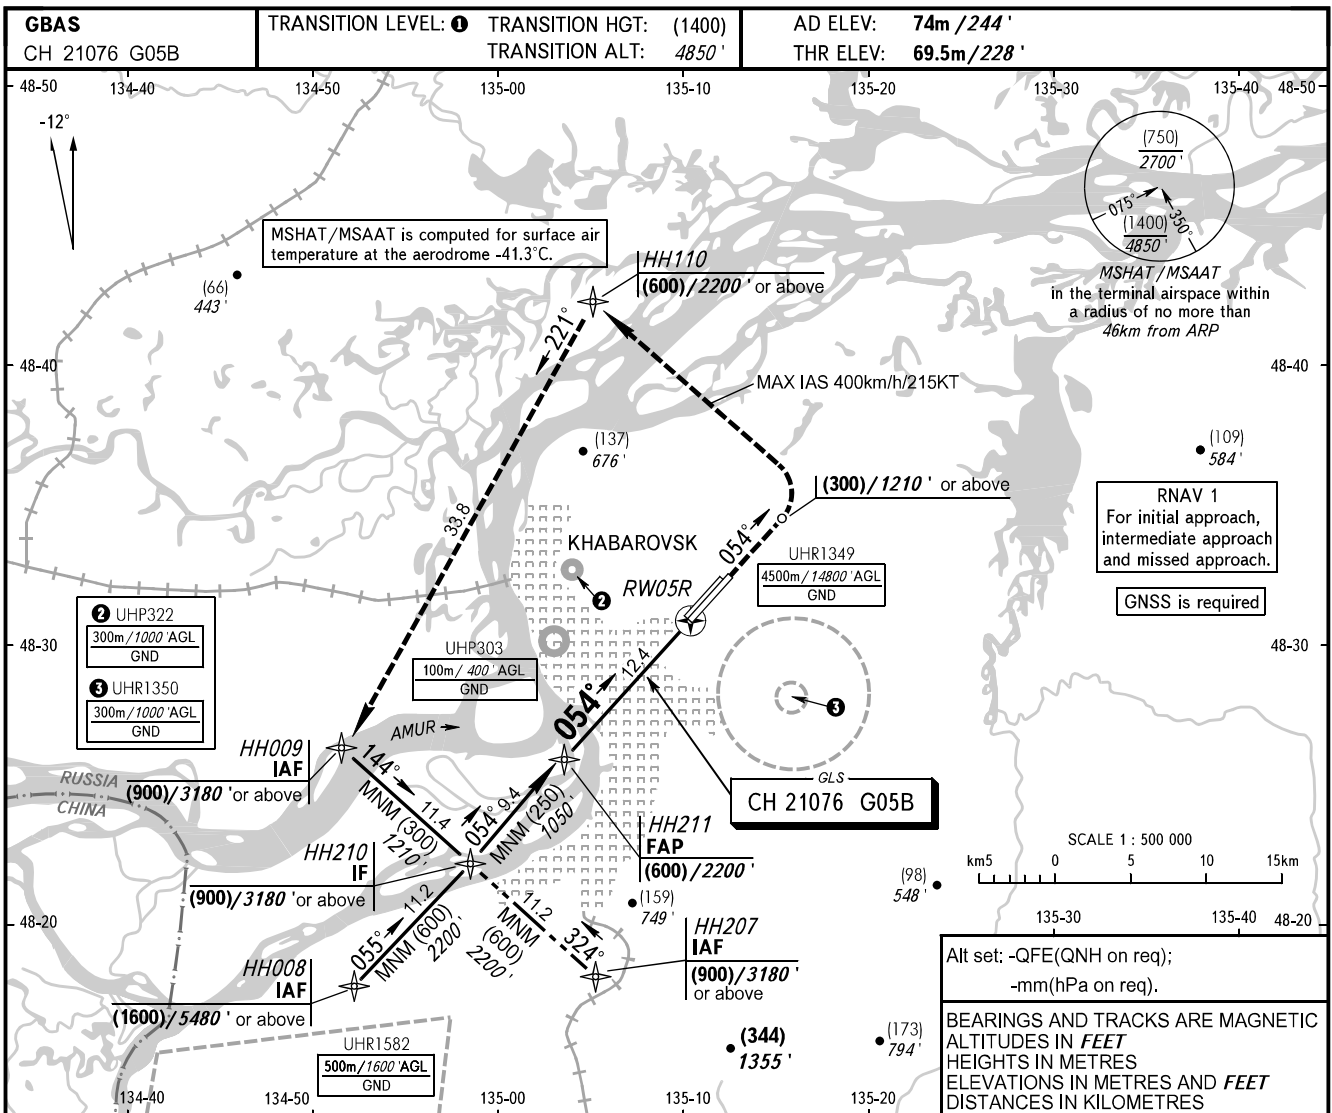 GBAS
CH 21076 G05B
TRANSITION LEVEL: ❶ TRANSITION HGT: (1400)
TRANSITION ALT: 4850'
AD ELEV: 74m/244'
THR ELEV: 69.5m/228'
48-50 134-40 134-50 135-00 135-10 135-20 135-30 135-40 48-50
-12°
(750)
2700'
075°
350°
(1400)
4850'
MSHAT/MSAAT
in the terminal airspace within
a radius of no more than
46km from ARP
MSHAT/MSAAT is computed for surface air
temperature at the aerodrome -41.3°C.
HH110
(600)/2200' or above
(66)
443'
221°
48-40
48-40
MAX IAS 400km/h/215KT
(137)
676'
(109)
584'
(300)/1210' or above
RNAV 1
For initial approach,
intermediate approach
and missed approach.
GNSS is required
33.8
KHABAROVSK
054°
UHR1349
4500m/14800'AGL
GND
RW05R
❷
❷ UHP322
300m/1000'AGL
GND
❸ UHR1350
300m/1000'AGL
GND
48-30
48-30
UHP303
100m/400'AGL
GND
12.4
054°
❸
AMUR
HH009
IAF
(900)/3180'or above
RUSSIA
CHINA
144°
11.4
MNM (300)
1210'
054°
9.4
MNM (250)
1050'
GLS
CH 21076 G05B
HH211
FAP
(600)/2200'
HH210
IF
(900)/3180'or above
SCALE 1 : 500 000
km5 0 5 10 15km
(98)
548'
(159)
749'
055°
11.2
MNM (600)
2200'
11.2
MNM
(600)
2200'
324°
HH207
IAF
(900)/3180'
or above
48-20
135-30 135-40 48-20
HH008
IAF
(1600)/5480' or above
UHR1582
500m/1600'AGL
GND
(344)
1355'
(173)
794'
Alt set: -QFE(QNH on req);
-mm(hPa on req).
BEARINGS AND TRACKS ARE MAGNETIC
ALTITUDES IN FEET
HEIGHTS IN METRES
ELEVATIONS IN METRES AND FEET
DISTANCES IN KILOMETRES
134-40 134-50 135-00 135-10 135-20